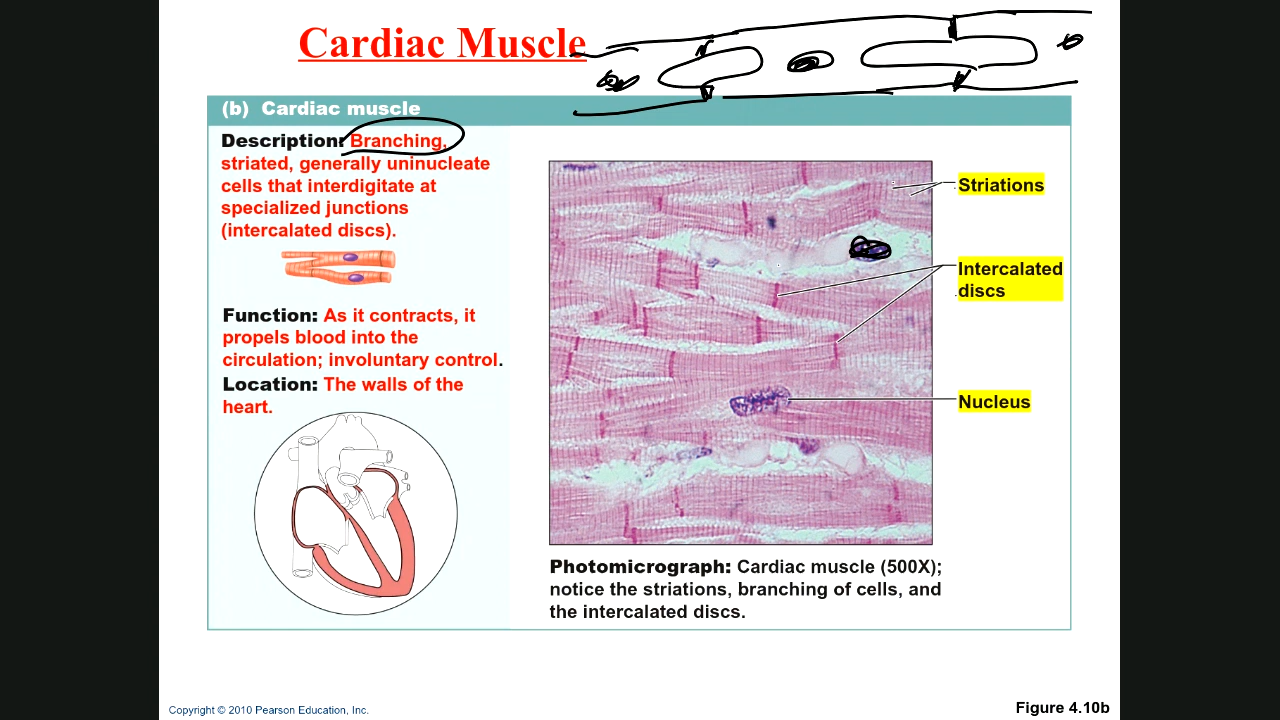 Cardiac Muscle
(b) Cardiac muscle
Description: Branching,
striated, generally uninucleate
cells that interdigitate at
specialized junctions
(intercalated discs).
Function: As it contracts, it
propels blood into the
circulation; involuntary control.
Location: The walls of the
heart.
Striations
Intercalated
discs
Nucleus
Photomicrograph: Cardiac muscle (500X);
notice the striations, branching of cells, and
the intercalated discs.
Copyright © 2010 Pearson Education, Inc.
Figure 4.10b